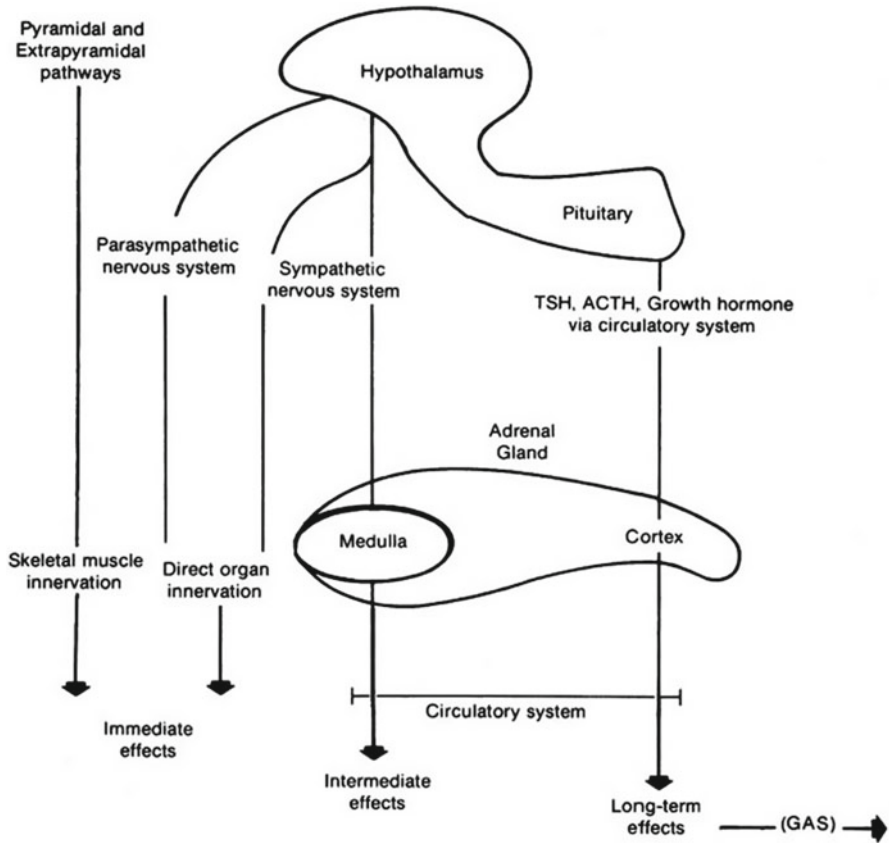 Pyramidal and
Extrapyramidal
pathways
Hypothalamus
Pituitary
Parasympathetic
nervous system
Sympathetic
nervous system
TSH, ACTH, Growth hormone
via circulatory system
Adrenal
Gland
Medulla
Cortex
Skeletal muscle
innervation
Direct organ
innervation
Circulatory system
Immediate
effects
Intermediate
effects
Long-term
effects
(GAS)